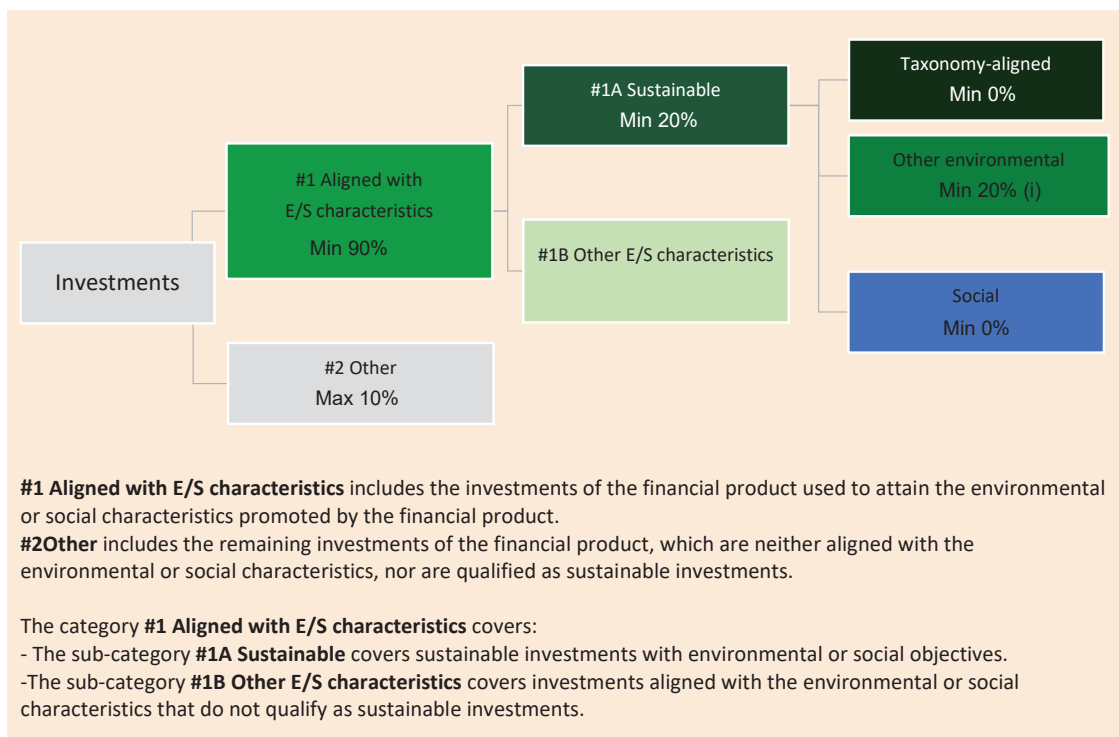 Investments
#1 Aligned with
E/S characteristics
Min 90%
#2 Other
Max 10%
#1A Sustainable
Min 20%
#1B Other E/S characteristics
Taxonomy-aligned
Min 0%
Other environmental
Min 20% (i)
Social
Min 0%
#1 Aligned with E/S characteristics includes the investments of the financial product used to attain the environmental
or social characteristics promoted by the financial product.
#2Other includes the remaining investments of the financial product, which are neither aligned with the
environmental or social characteristics, nor are qualified as sustainable investments.
The category #1 Aligned with E/S characteristics covers:
- The sub-category #1A Sustainable covers sustainable investments with environmental or social objectives.
-The sub-category #1B Other E/S characteristics covers investments aligned with the environmental or social
characteristics that do not qualify as sustainable investments.